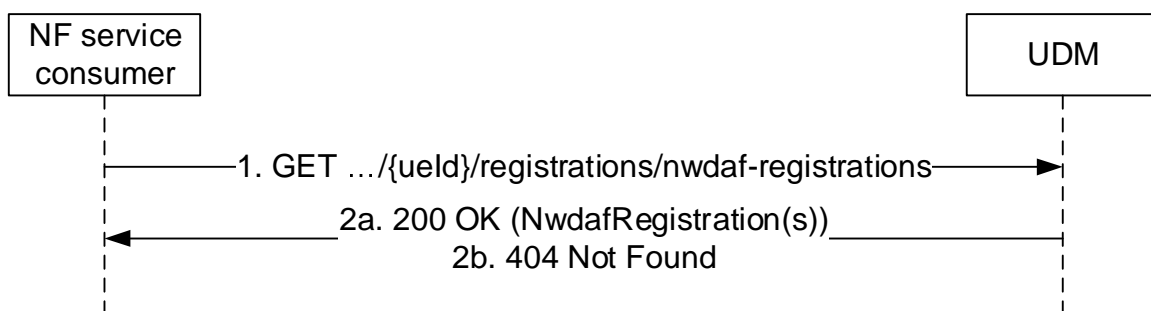 NF service
consumer
UDM
1. GET …/{ueId}/registrations/nwdaf-registrations
2a. 200 OK (NwdafRegistration(s))
2b. 404 Not Found